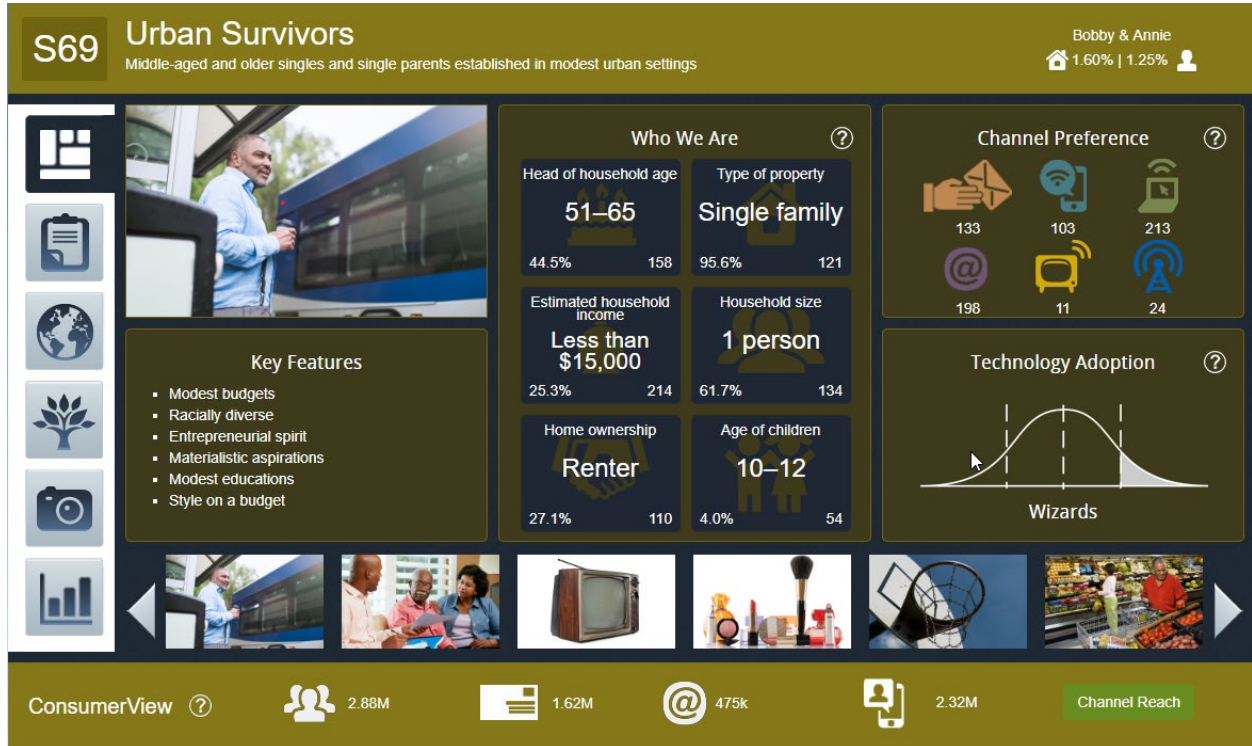 S69
Urban Survivors
Middle-aged and older singles and single parents established in modest urban settings
Bobby & Annie
1.60% | 1.25%
Key Features
Modest budgets
Racially diverse
Entrepreneurial spirit
Materialistic aspirations
Modest educations
Style on a budget
Who We Are
?
Head of household age
51–65
44.5% 158
Type of property
Single family
95.6% 121
Estimated household
income
Less than
$15,000
25.3% 214
Household size
1 person
61.7% 134
Home ownership
Renter
27.1% 110
Age of children
10–12
4.0% 54
Channel Preference
?
133 103 213
@
198 11 24
Technology Adoption
?
Wizards
ConsumerView ?
2.88M
1.62M
@ 475k
2.32M
Channel Reach